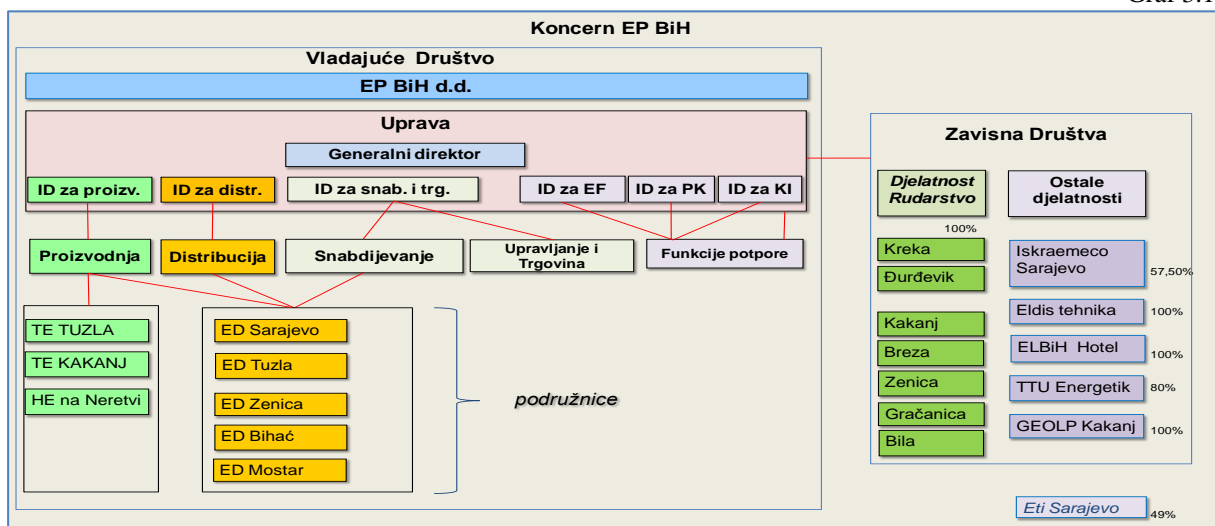 Graf 3.1
Koncern EP BiH
Vladajuće Društvo
EP BiH d.d.
Uprava
Generalni direktor
ID za proizv.
ID za distr.
ID za snab. i trg.
ID za EF
ID za PK
ID za KI
Proizvodnja
Distribucija
Snabdijevanje
Upravljanje i
Trgovina
Funkcije potpore
TE TUZLA
TE KAKANJ
HE na Neretvi
ED Sarajevo
ED Tuzla
ED Zenica
ED Bihać
ED Mostar
podružnice
Zavisna Društva
Djelatnost
Rudarstvo
100%
Kreka
Đurđevik
Kakanj
Breza
Zenica
Gračanica
Bila
Ostale
djelatnosti
Iskraemeco
Sarajevo
57,50%
Eldis tehnika
100%
ELBiH Hotel
100%
TTU Energetik
80%
GEOLP Kakanj
100%
Eti Sarajevo
49%